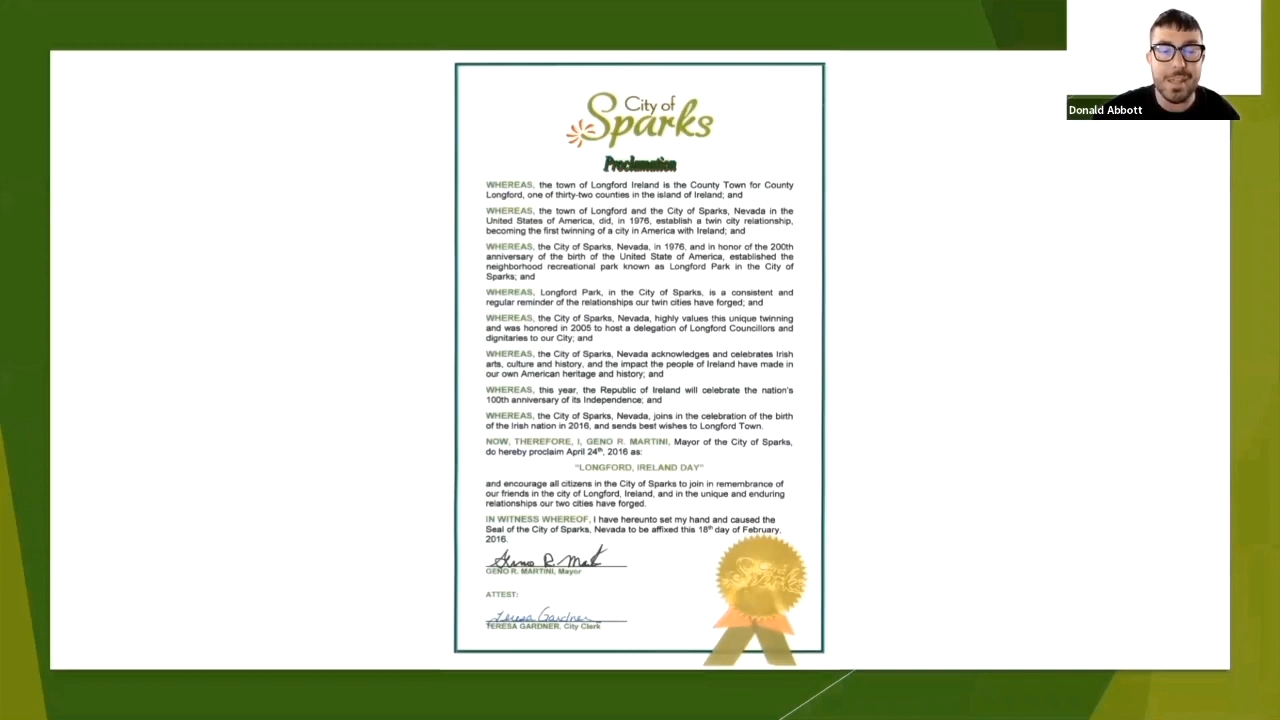 Donald Abbott
City of
Sparks
Proclamation
WHEREAS, the town of Longford Ireland is the County Town for County
Longford, one of thirty-two counties in the island of Ireland; and
WHEREAS, the town of Longford and the City of Sparks, Nevada in the
United States of America, did, in 1976, establish a twin city relationship,
becoming the first twinning of a city in America with Ireland; and
WHEREAS, the City of Sparks, Nevada, in 1976, and in honor of the 200th
anniversary of the birth of the United State of America, established the
neighborhood recreational park known as Longford Park in the City of
Sparks; and
WHEREAS, Longford Park, in the City of Sparks, is a consistent and
regular reminder of the relationships our twin cities have forged; and
WHEREAS, the City of Sparks, Nevada, highly values this unique twinning
and was honored in 2005 to host a delegation of Longford Councillors and
dignitaries to our City; and
WHEREAS, the City of Sparks, Nevada acknowledges and celebrates Irish
arts, culture and history, and the impact the people of Ireland have made in
our own American heritage and history; and
WHEREAS, this year, the Republic of Ireland will celebrate the nation's
100th anniversary of its Independence; and
WHEREAS, the City of Sparks, Nevada, joins in the celebration of the birth
of the Irish nation in 2016, and sends best wishes to Longford Town.
NOW, THEREFORE, I, GENO R. MARTINI, Mayor of the City of Sparks,
do hereby proclaim April 24th, 2016 as:
"LONGFORD, IRELAND DAY"
and encourage all citizens in the City of Sparks to join in remembrance of
our friends in the city of Longford, Ireland, and in the unique and enduring
relationships our two cities have forged.
IN WITNESS WHEREOF, I have hereunto set my hand and caused the
Seal of the City of Sparks, Nevada to be affixed this 18th day of February,
2016.
GENO R. MARTINI, Mayor
ATTEST:
Teresa Gardner
TERESA GARDNER, City Clerk
Sparks